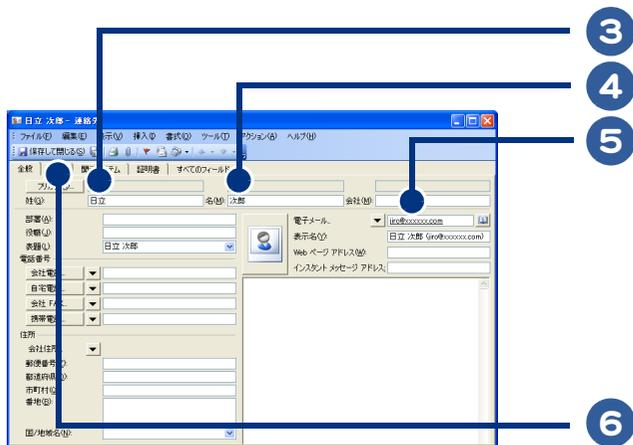 3
4
日立 次郎 - 連絡先
5
ファイル(F) 編集(E) 表示(V) 挿入(I) 書式(O) ツール(T) アクション(A) ヘルプ(H)
保存して閉じる(S)
全般 証明書 すべてのフィールド
姓(G): 日立 名(M): 次郎 会社(M):
部署(A): 電子メール... jiro@xxxxxx.com
役職(J): 表示名(Y): 日立 次郎 (jiro@xxxxxx.com)
表題(L): 日立 次郎 Web ページ アドレス(W):
電話番号 インスタント メッセージ アドレス:
会社電
自宅電
会社 FAX
携帯電
住所
会社住所
郵便番号
都道府県
市町村
番地(B):
国/地域名(N):
6